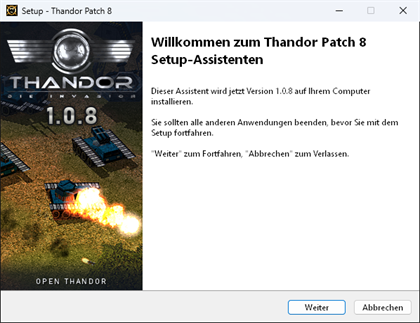 Setup - Thandor Patch 8
THANDOR
DIE INVASION
1.0.8
OPEN THANDOR
Willkommen zum Thandor Patch 8
Setup-Assistenten
Dieser Assistent wird jetzt Version 1.0.8 auf Ihrem Computer
installieren.
Sie sollten alle anderen Anwendungen beenden, bevor Sie mit dem
Setup fortfahren.
"Weiter" zum Fortfahren, "Abbrechen" zum Verlassen.
Weiter
Abbrechen